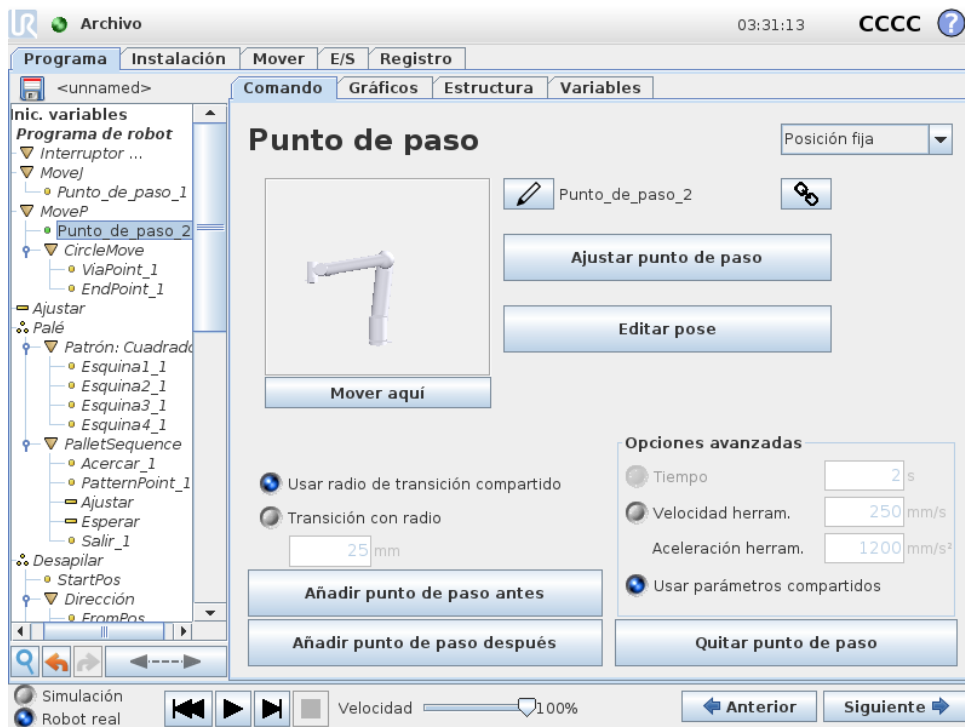 UR Archivo 03:31:13 CCCC ?
Programa Instalación Mover E/S Registro
<unnamed>
Comando Gráficos Estructura Variables
Inic. variables
Programa de robot
Interruptor ...
MoveJ
Punto_de_paso_1
MoveP
Punto_de_paso_2
CircleMove
ViaPoint_1
EndPoint_1
Ajustar
Palé
Patrón: Cuadrado
Esquina1_1
Esquina2_1
Esquina3_1
Esquina4_1
PalletSequence
Acercar_1
PatternPoint_1
Ajustar
Esperar
Salir_1
Desapilar
StartPos
Dirección
FromPos
Punto de paso
Posición fija
Punto_de_paso_2
Ajustar punto de paso
Editar pose
Mover aquí
Usar radio de transición compartido
Transición con radio
25 mm
Opciones avanzadas
Tiempo 2 s
Velocidad herram. 250 mm/s
Aceleración herram. 1200 mm/s²
Usar parámetros compartidos
Añadir punto de paso antes
Añadir punto de paso después
Quitar punto de paso
Simulación
Robot real
Velocidad 100%
Anterior Siguiente